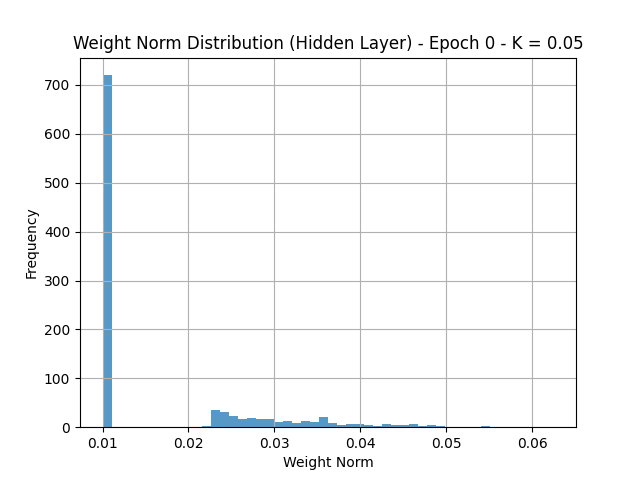 Weight Norm Distribution (Hidden Layer) - Epoch 0 - K = 0.05
700
600
500
400
300
200
100
0
Frequency
0.01 0.02 0.03 0.04 0.05 0.06
Weight Norm